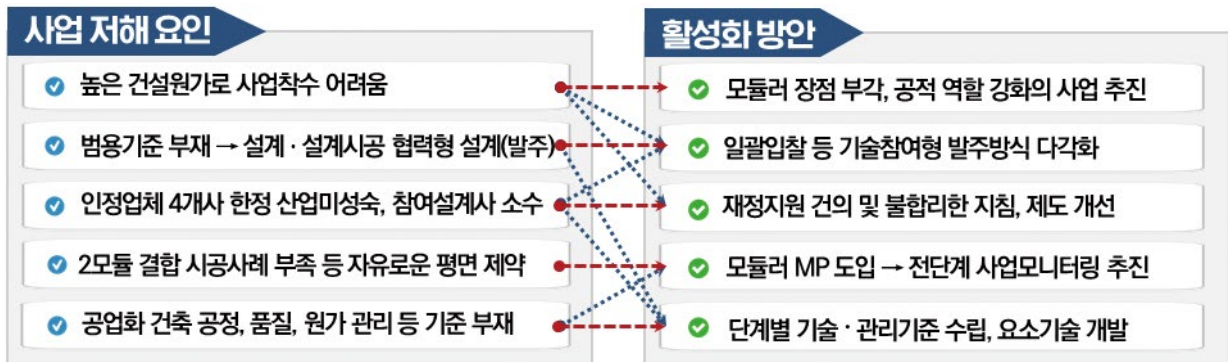 사업 저해 요인
높은 건설원가로 사업착수 어려움
범용기준 부재 → 설계 · 설계시공 협력형 설계(발주)
인정업체 4개사 한정 산업미성숙, 참여설계사 소수
2모듈 결합 시공사례 부족 등 자유로운 평면 제약
공업화 건축 공정, 품질, 원가 관리 등 기준 부재
활성화 방안
모듈러 장점 부각, 공적 역할 강화의 사업 추진
일괄입찰 등 기술참여형 발주방식 다각화
재정지원 건의 및 불합리한 지침, 제도 개선
모듈러 MP 도입 → 전단계 사업모니터링 추진
단계별 기술 · 관리기준 수립, 요소기술 개발